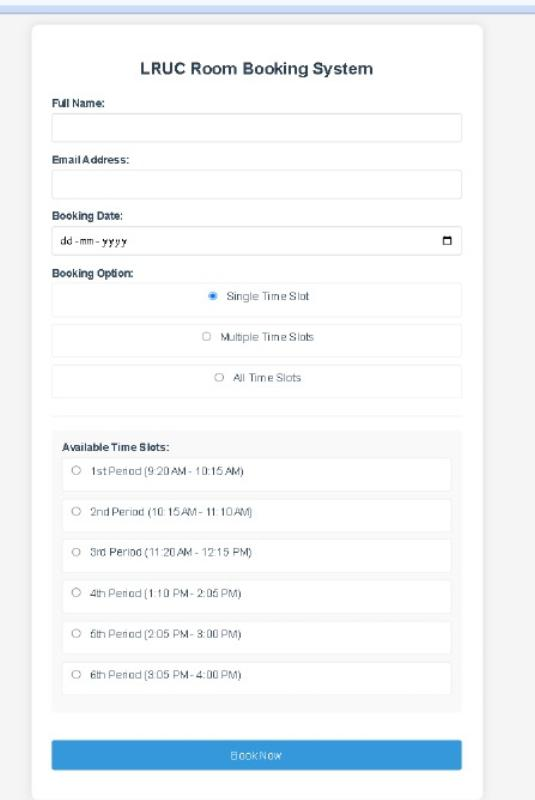 LRUC Room Booking System
Full Name:
Email Address:
Booking Date:
dd-mm-yyyy
Booking Option:
Single Time Slot
Multiple Time Slots
All Time Slots
Available Time Slots:
1st Period (9:20 AM - 10:15 AM)
2nd Period (10:15 AM - 11:10 AM)
3rd Period (11:20 AM - 12:15 PM)
4th Period (1:10 PM - 2:05 PM)
5th Period (2:05 PM - 3:00 PM)
6th Period (3:05 PM - 4:00 PM)
Book Now